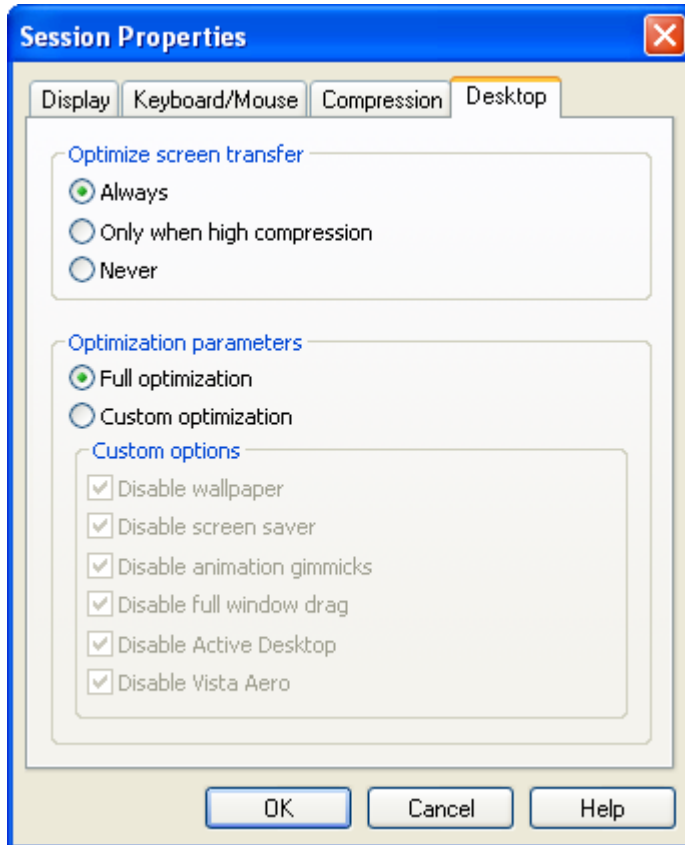 Session Properties
Display Keyboard/Mouse Compression Desktop
Optimize screen transfer
Always
Only when high compression
Never
Optimization parameters
Full optimization
Custom optimization
Custom options
Disable wallpaper
Disable screen saver
Disable animation gimmicks
Disable full window drag
Disable Active Desktop
Disable Vista Aero
OK Cancel Help